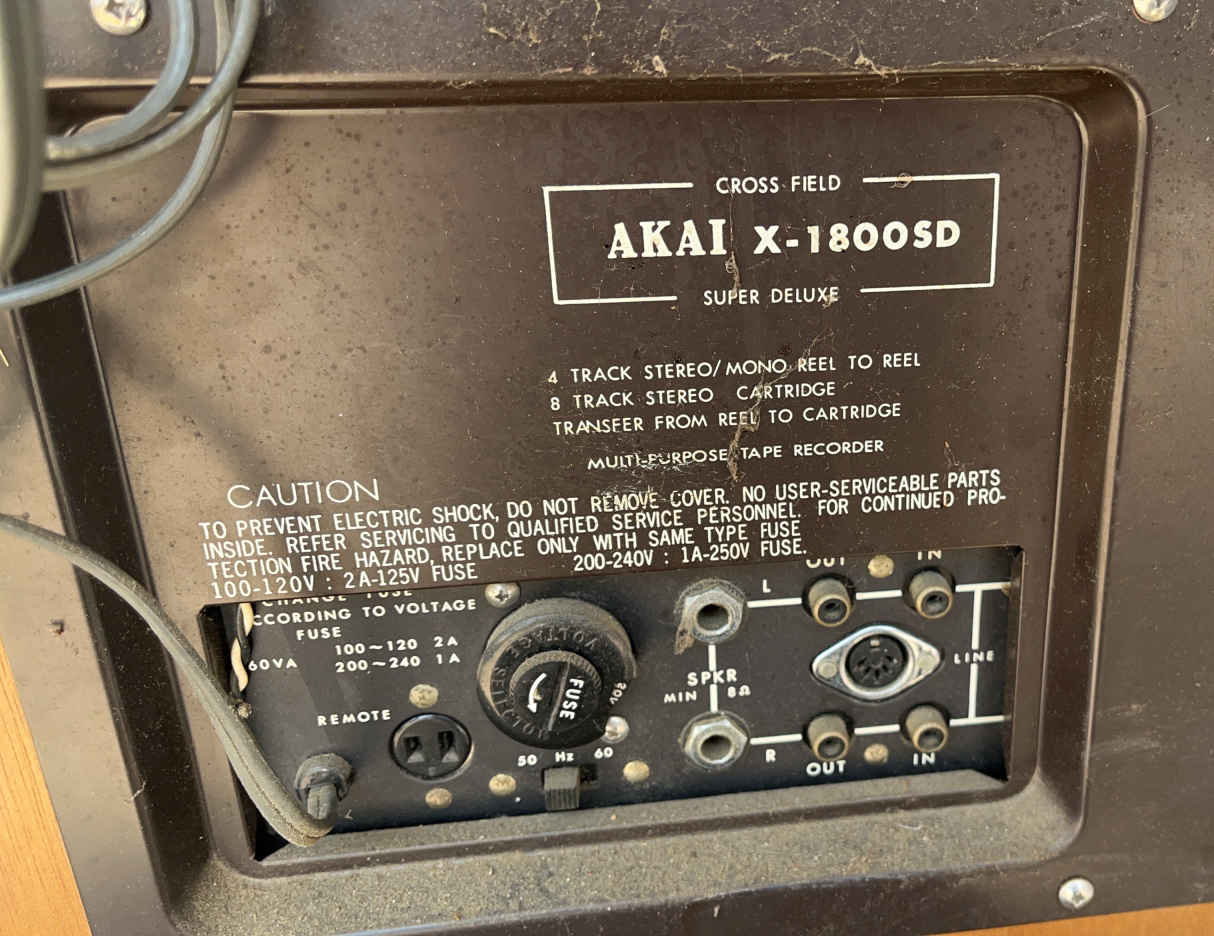 CROSS FIELD
AKAI X-1800SD
SUPER DELUXE
4 TRACK STEREO/MONO REEL TO REEL
8 TRACK STEREO CARTRIDGE
TRANSFER FROM REEL TO CARTRIDGE
MULTI-PURPOSE TAPE RECORDER
CAUTION
TO PREVENT ELECTRIC SHOCK, DO NOT REMOVE COVER. NO USER-SERVICEABLE PARTS
INSIDE. REFER SERVICING TO QUALIFIED SERVICE PERSONNEL. FOR CONTINUED PRO-
TECTION FIRE HAZARD, REPLACE ONLY WITH SAME TYPE FUSE
100-120V : 2A-125V FUSE 200-240V : 1A-250V FUSE.
CHANGE FUSE
CCORDING TO VOLTAGE
FUSE
100~120 2A
60VA 200~240 1A
REMOTE
VOLTAGE
FUSE
50 Hz 60
L OUT IN
SPKR
MIN 8Ω
LINE
R OUT IN